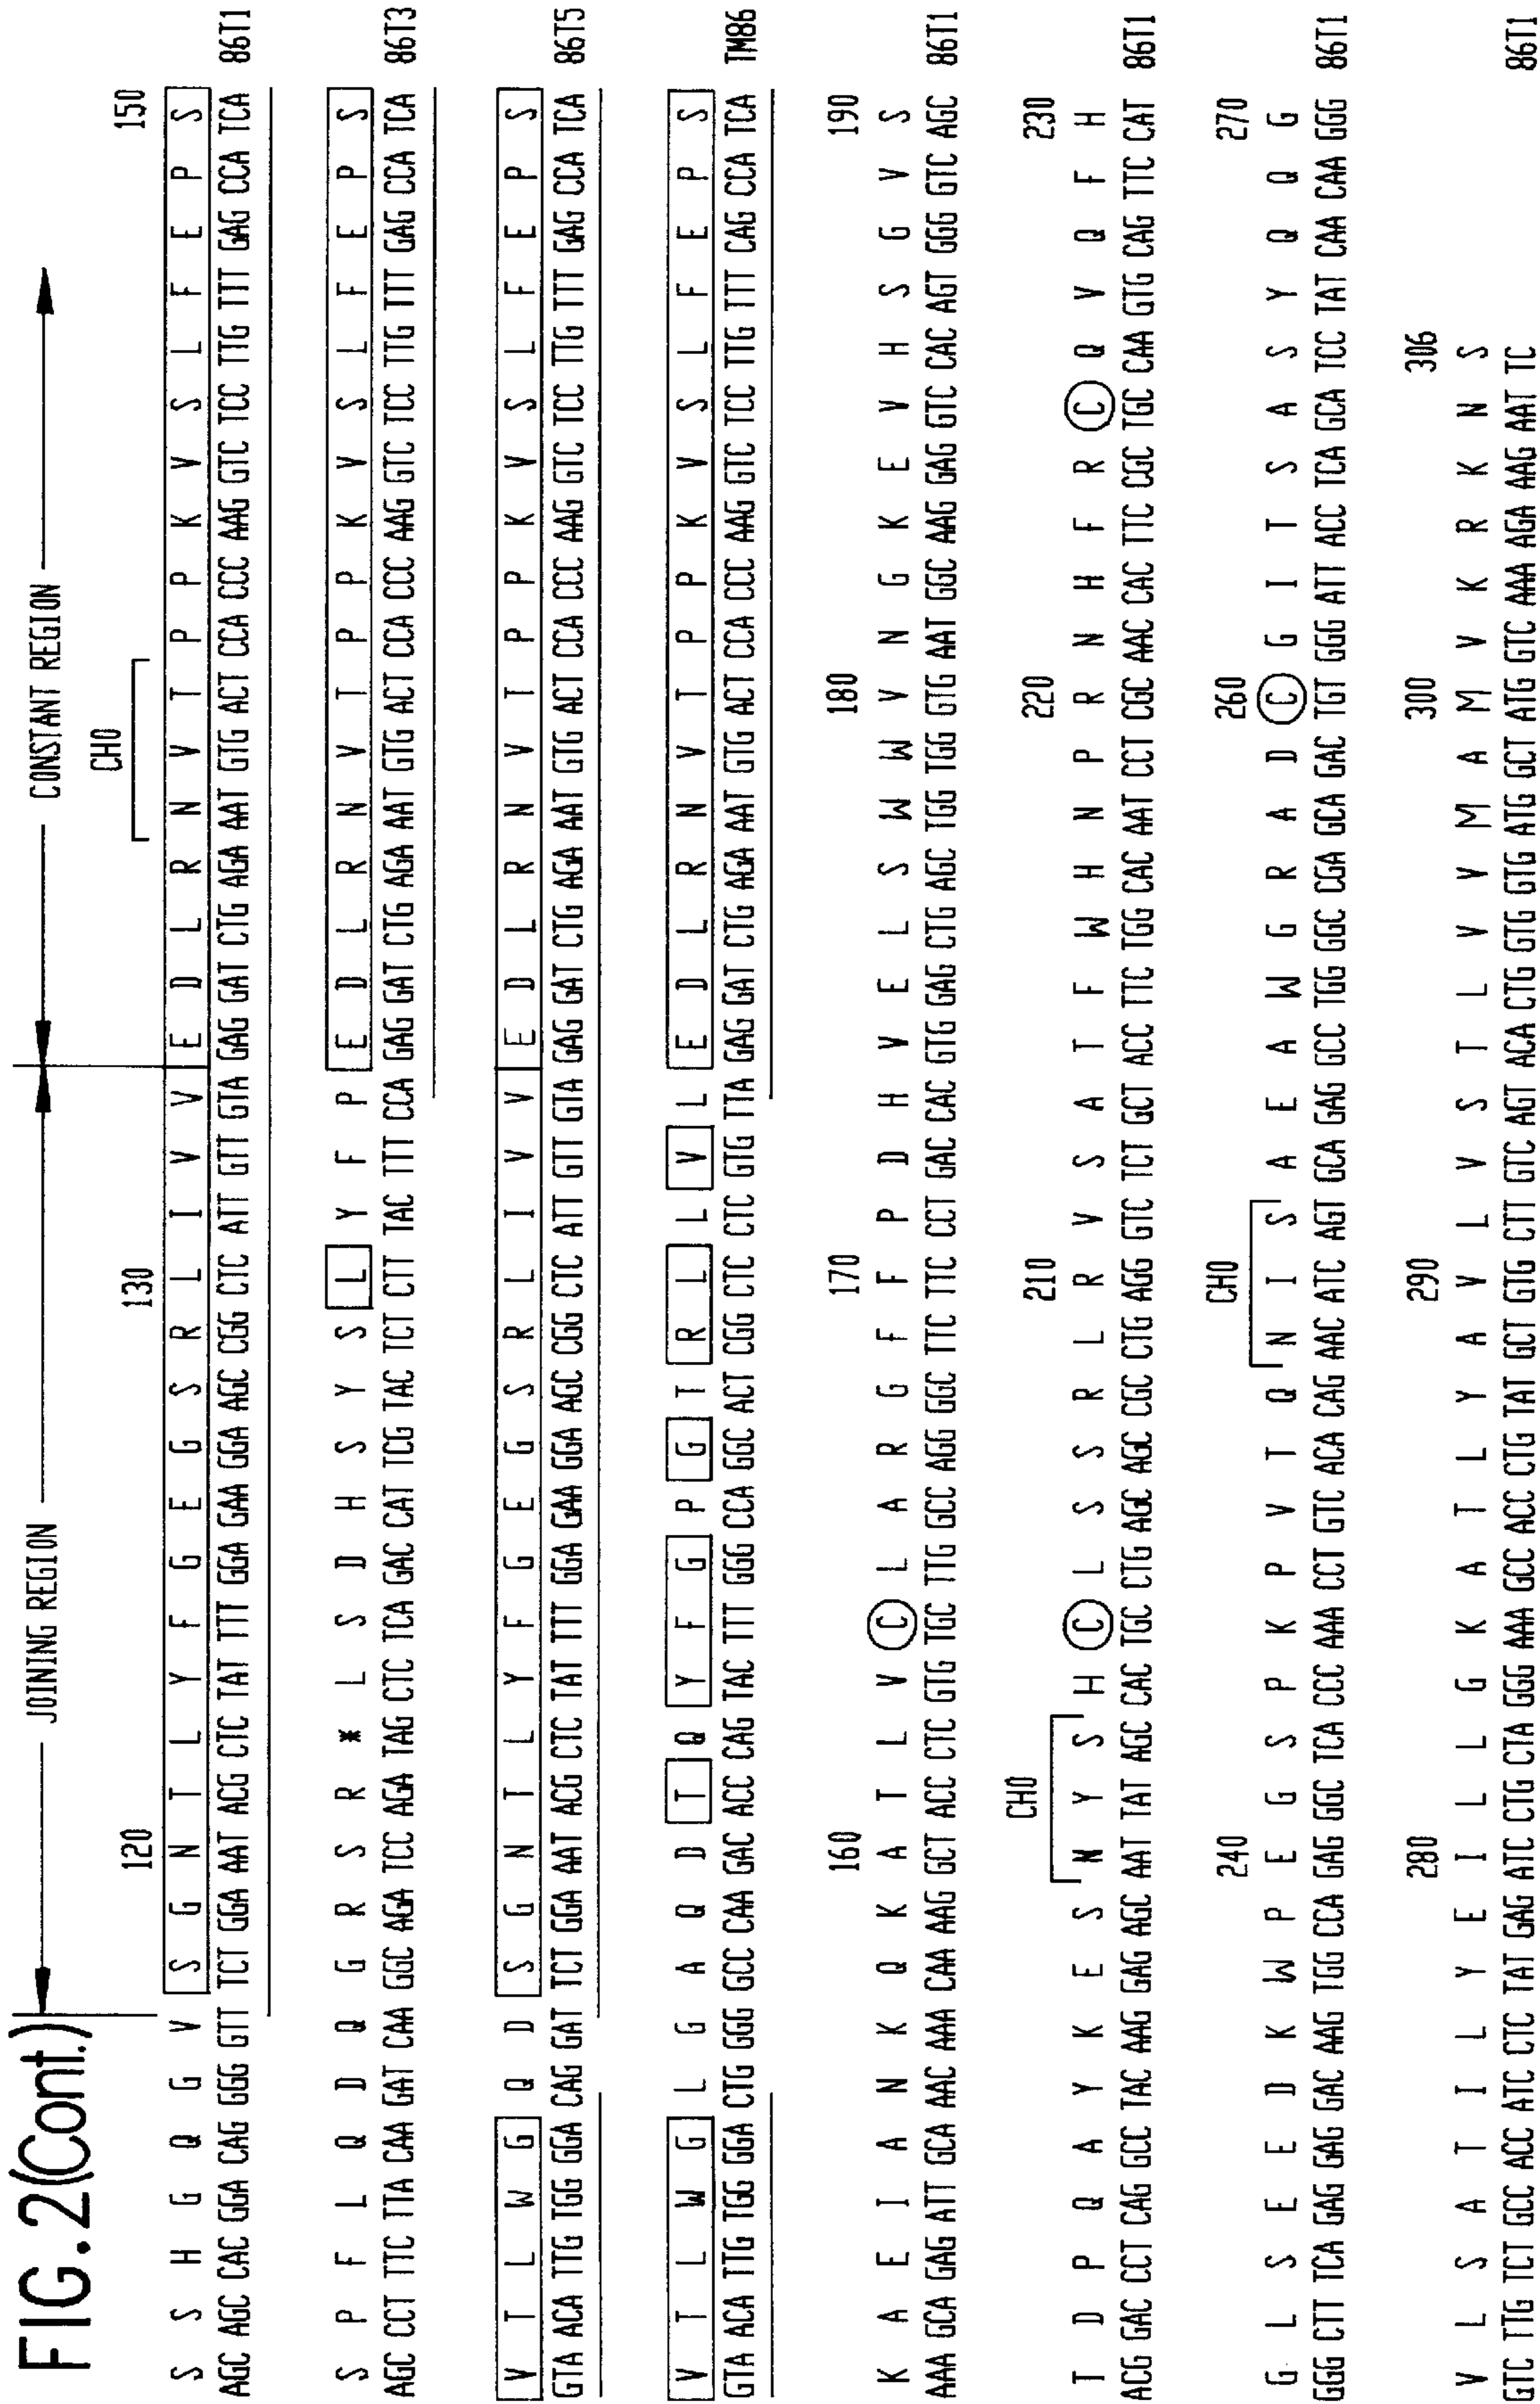 FIG. 2(Cont.)
JOINING REGION CONSTANT REGION
CHO
120 130 150
S S H G Q G V S G N T L Y F G E G S R L I V V E D L R N V T P P K V S L F E P S
AGC AGC CAC GGA CAG GGG GTT TCT GGA AAT ACG CTC TAT TTT GGA GAA GGA AGC CGG CTC ATT GTT GTA GAG GAT CTG AGA AAT GTG ACT CCA CCC AAG GTC TCC TTG TTT GAG CCA TCA 86T1
S P F L Q D Q G R S R * L S D H S Y S L Y F P E D L R N V T P P K V S L F E P S
AGC CCT TTC TTA CAA GAT CAA GGC AGA TCC AGA TAG CTC TCA GAC CAT TCG TAC TCT CTT TAC TTT CCA GAG GAT CTG AGA AAT GTG ACT CCA CCC AAG GTC TCC TTG TTT GAG CCA TCA 86T3
V T L W G Q D S G N T L Y F G E G S R L I V V E D L R N V T P P K V S L F E P S
GTA ACA TTG TGG GGA CAG GAT TCT GGA AAT ACG CTC TAT TTT GGA GAA GGA AGC CGG CTC ATT GTT GTA GAG GAT CTG AGA AAT GTG ACT CCA CCC AAG GTC TCC TTG TTT GAG CCA TCA 86T5
V T L W G L G A Q D T Q Y F G P G T R L L V L E D L R N V T P P K V S L F E P S
GTA ACA TTG TGG GGA CTG GGG GCC CAA GAC ACC CAG TAC TTT GGG CCA GGC ACT CGG CTC CTC GTG TTA GAG GAT CTG AGA AAT GTG ACT CCA CCC AAG GTC TCC TTG TTT CAG CCA TCA TM86
160 170 180 190
K A E I A N K Q K A T L V C L A R G F F P D H V E L S W W V N G K E V H S G V S
AAA GCA GAG ATT GCA AAC AAA CAA AAG GCT ACC CTC GTG TGC TTG GCC AGG GGC TTC TTC CCT GAC CAC GTG GAG CTG AGC TGG TGG GTG AAT GGC AAG GAG GTC CAC AGT GGG GTC AGC 86T1
CHO
210 220 230
T D P Q A Y K E S N Y S H C L S S R L R V S A T F W H N P R N H F R C Q V Q F H
ACG GAC CCT CAG GCC TAC AAG GAG AGC AAT TAT AGC CAC TGC CTG AGC AGC CGC CTG AGG GTC TCT GCT ACC TTC TGG CAC AAT CCT CGC AAC CAC TTC CGC TGC CAA GTG CAG TTC CAT 86T1
CHO
240 260 270
G L S E E D K W P E G S P K P V T Q N I S A E A W G R A D C G I T S A S Y Q Q G
GGG CTT TCA GAG GAG GAC AAG TGG CCA GAG GGC TCA CCC AAA CCT GTC ACA CAG AAC ATC AGT GCA GAG GCC TGG GGC CGA GCA GAC TGT GGG ATT ACC TCA GCA TCC TAT CAA CAA GGG 86T1
280 290 300 306
V L S A T I L Y E I L L G K A T L Y A V L V S T L V V M A M V K R K N S
GTC TTG TCT GCC ACC ATC CTC TAT GAG ATC CTG CTA GGG AAA GCC ACC CTG TAT GCT GTG CTT GTC AGT ACA CTG GTG GTG ATG GCT ATG GTC AAA AGA AAG AAT TC 86T1